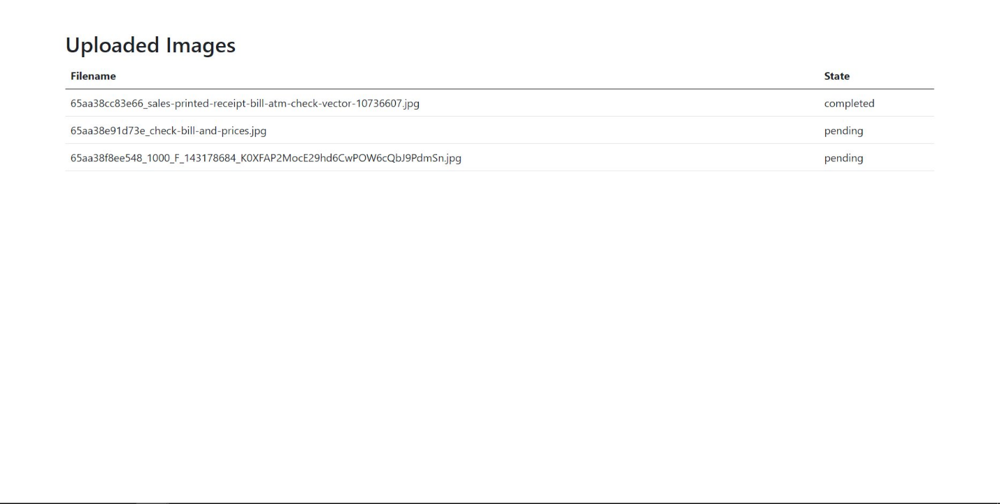 Uploaded Images
Filename State
65aa38cc83e66_sales-printed-receipt-bill-atm-check-vector-10736607.jpg completed
65aa38e91d73e_check-bill-and-prices.jpg pending
65aa38f8ee548_1000_F_143178684_K0XFAP2MocE29hd6CwPOW6cQbJ9PdmSn.jpg pending